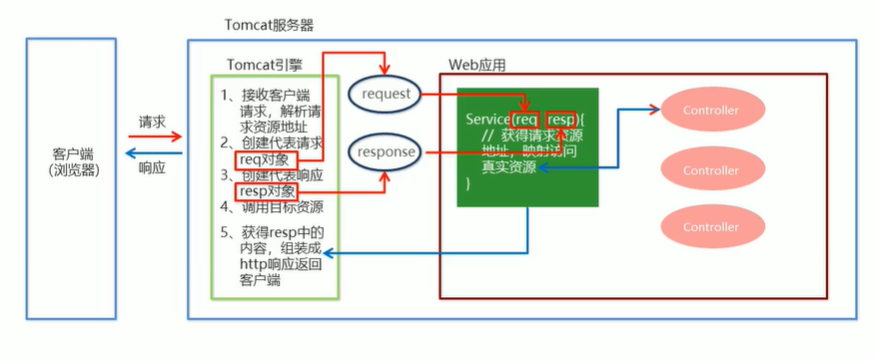 Tomcat服务器
Tomcat引擎
Web应用
1、接收客户端
请求，解析请
求资源地址
2、创建代表请求
req对象
3、创建代表响应
resp对象
4、调用目标资源
5、获得resp中的
内容，组装成
http响应返回
客户端
客户端
（浏览器）
请求
响应
request
response
Service(req resp){
// 获得请求资源
地址，映射访问
真实资源
}
Controller
Controller
Controller